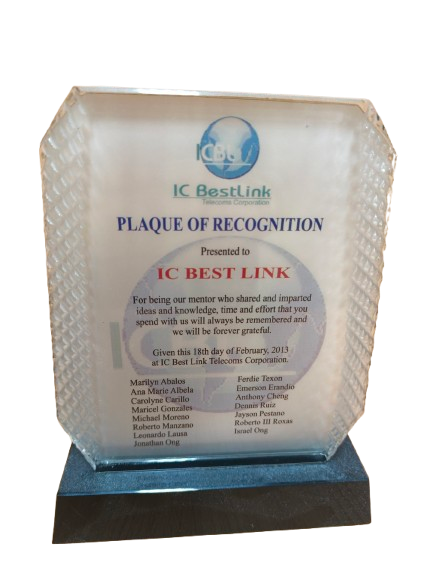 ICBL
IC BestLink
Telecoms Corporation
PLAQUE OF RECOGNITION
Presented to
IC BEST LINK
For being our mentor who shared and imparted
ideas and knowledge, time and effort that you
spend with us will always be remembered and
we will be forever grateful.
Given this 18th day of February, 2013
at IC Best Link Telecoms Corporation.
Marilyn Abalos
Ana Marie Albela
Carolyne Carillo
Maricel Gonzales
Michael Moreno
Roberto Manzano
Leonardo Lausa
Jonathan Ong
Ferdie Texon
Emerson Erandio
Anthony Cheng
Dennis Ruiz
Jayson Pestano
Roberto III Roxas
Israel Ong